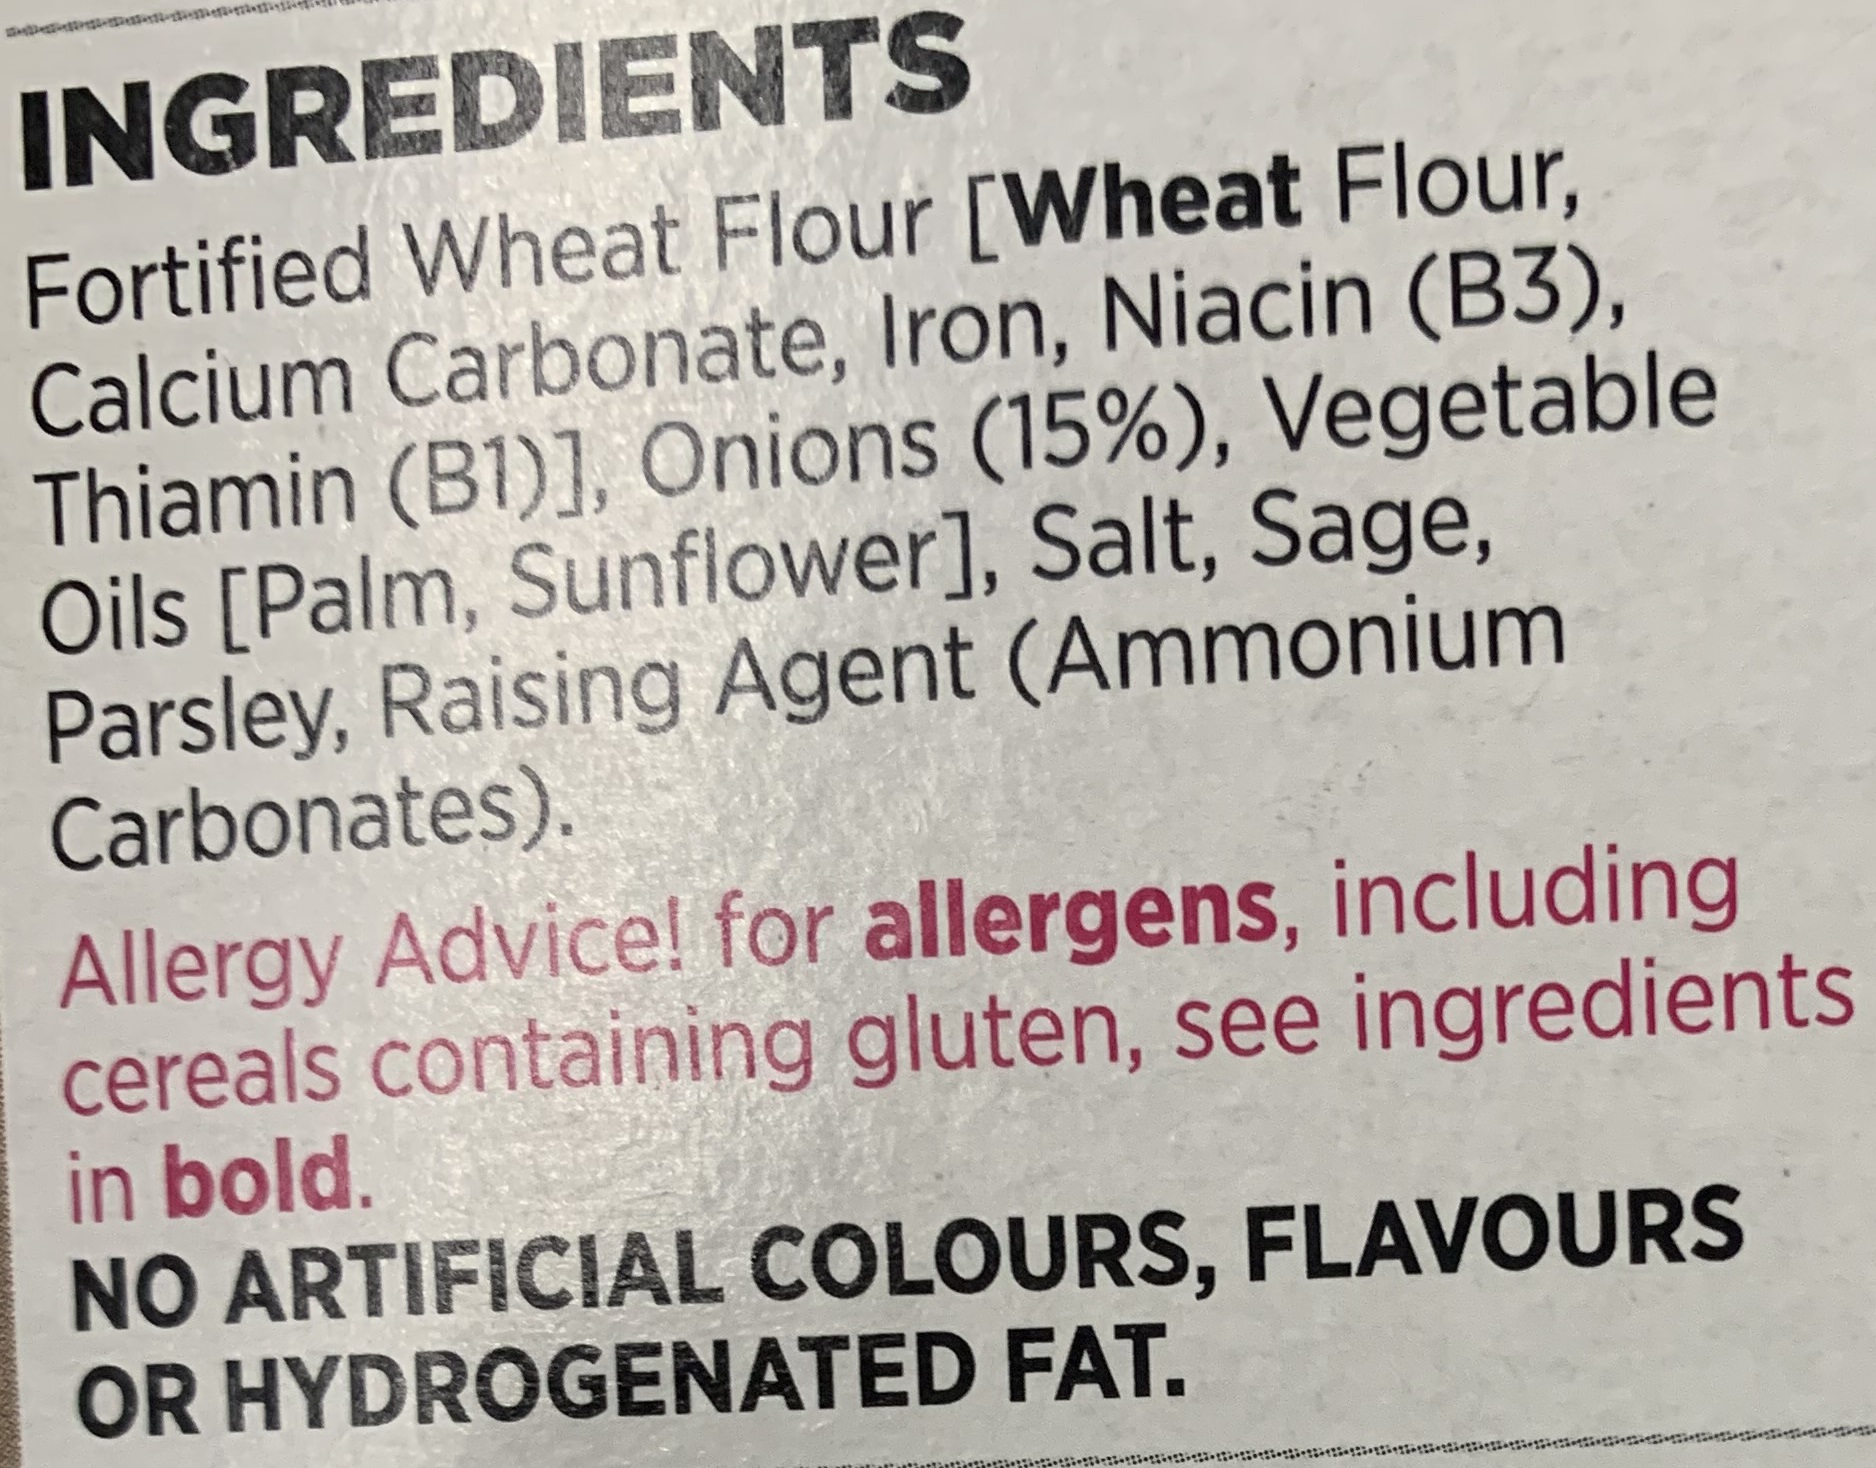 INGREDIENTS
Fortified Wheat Flour [Wheat Flour,
Calcium Carbonate, Iron, Niacin (B3),
Thiamin (B1)], Onions (15%), Vegetable
Oils [Palm, Sunflower], Salt, Sage,
Parsley, Raising Agent (Ammonium
Carbonates).
Allergy Advice! for allergens, including
cereals containing gluten, see ingredients
in bold.
NO ARTIFICIAL COLOURS, FLAVOURS
OR HYDROGENATED FAT.